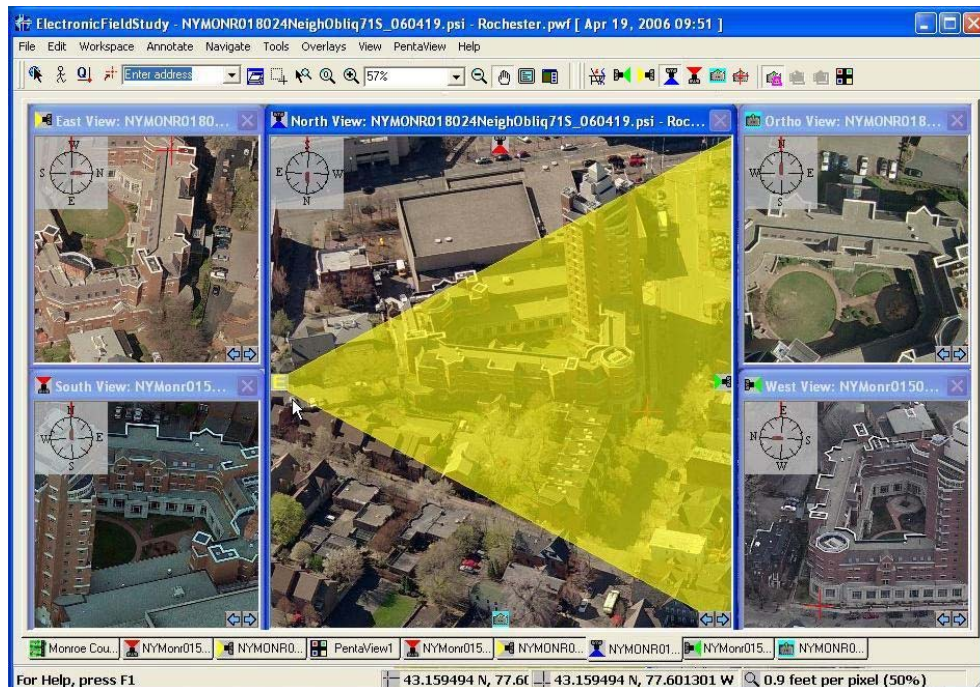 ElectronicFieldStudy - NYMONR018024NeighObliq71S_060419.psi - Rochester.pwf [ Apr 19, 2006 09:51 ]
File Edit Workspace Annotate Navigate Tools Overlays View PentaView Help
Enter address 57%
East View: NYMONR0180...
North View: NYMONR018024NeighObliq71S_060419.psi - Roc...
Ortho View: NYMONR018...
W S N E
S E W N
N W E S
South View: NYMonr015...
West View: NYMonr0150...
N W E S
E N S W
E
Monroe Cou... NYMonr015... NYMONR0... PentaView1 NYMonr015... NYMONR0... NYMONR01... NYMonr015... NYMONR0...
For Help, press F1 43.159494 N, 77.6( 43.159494 N, 77.601301 W 0.9 feet per pixel (50%)